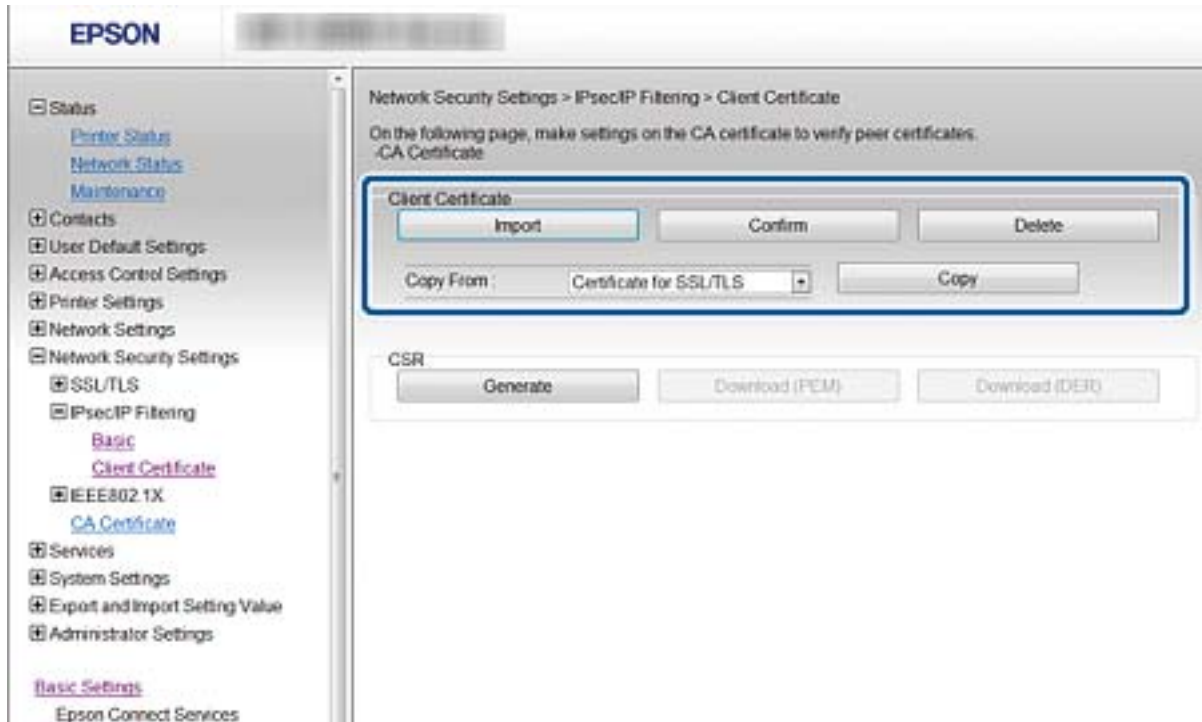 EPSON
Status
Printer Status
Network Status
Maintenance
Contacts
User Default Settings
Access Control Settings
Printer Settings
Network Settings
Network Security Settings
SSL/TLS
IPsec/IP Filtering
Basic
Client Certificate
IEEE802.1X
CA Certificate
Services
System Settings
Export and Import Setting Value
Administrator Settings
Basic Settings
Epson Connect Services
Network Security Settings > IPsec/IP Filtering > Client Certificate
On the following page, make settings on the CA certificate to verify peer certificates.
-CA Certificate
Client Certificate
Import Confirm Delete
Copy From : Certificate for SSL/TLS Copy
CSR
Generate Download (PEM) Download (DER)